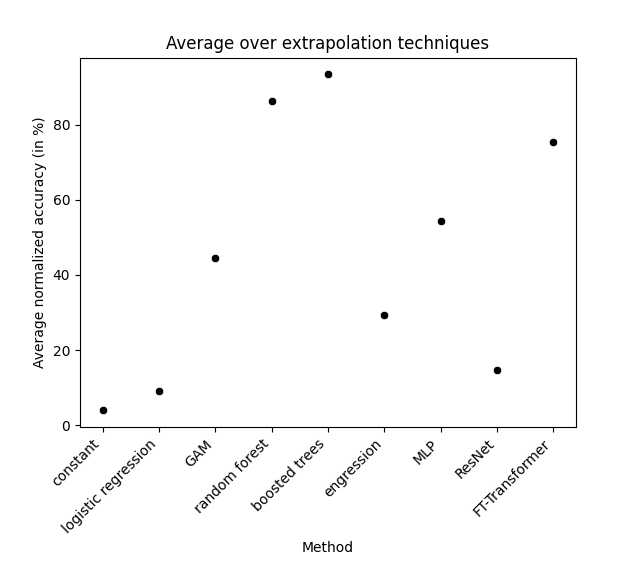 Average over extrapolation techniques
Average normalized accuracy (in %)
80
60
40
20
0
constant
logistic regression
GAM
random forest
boosted trees
engression
MLP
ResNet
FT-Transformer
Method